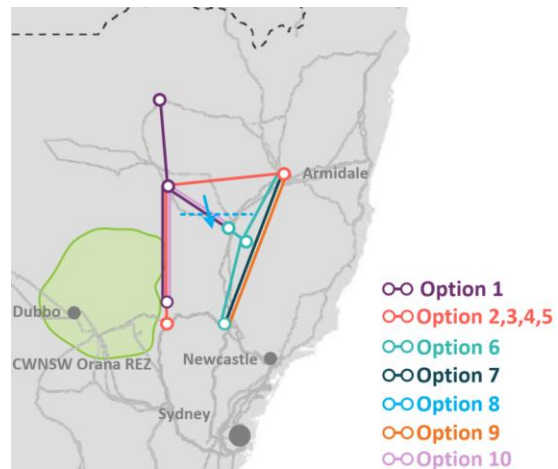 Armidale
Dubbo
CWNSW Orana REZ
Newcastle
Sydney
Option 1
Option 2,3,4,5
Option 6
Option 7
Option 8
Option 9
Option 10